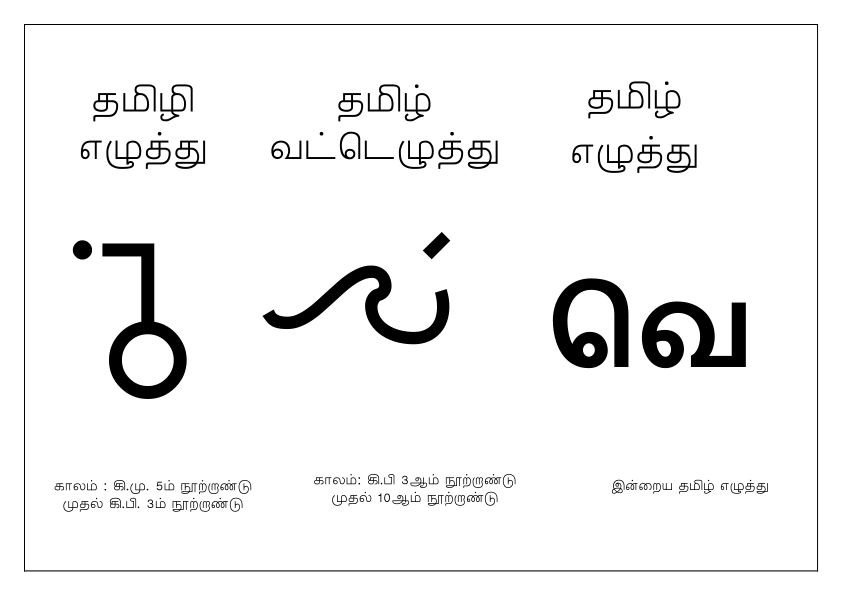 தமிழி
எழுத்து
தமிழ்
வட்டெழுத்து
தமிழ்
எழுத்து
வெ
காலம் : கி.மு. 5ம் நூற்றாண்டு
முதல் கி.பி. 3ம் நூற்றாண்டு
காலம்: கி.பி 3ஆம் நூற்றாண்டு
முதல் 10ஆம் நூற்றாண்டு
இன்றைய தமிழ் எழுத்து